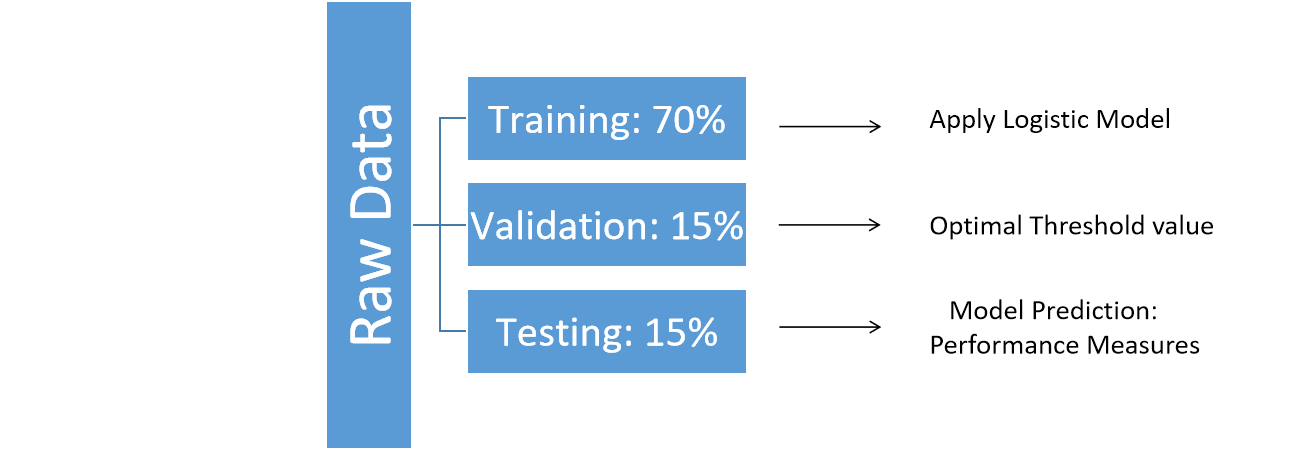 Raw Data
Training: 70%
Apply Logistic Model
Validation: 15%
Optimal Threshold value
Testing: 15%
Model Prediction:
Performance Measures